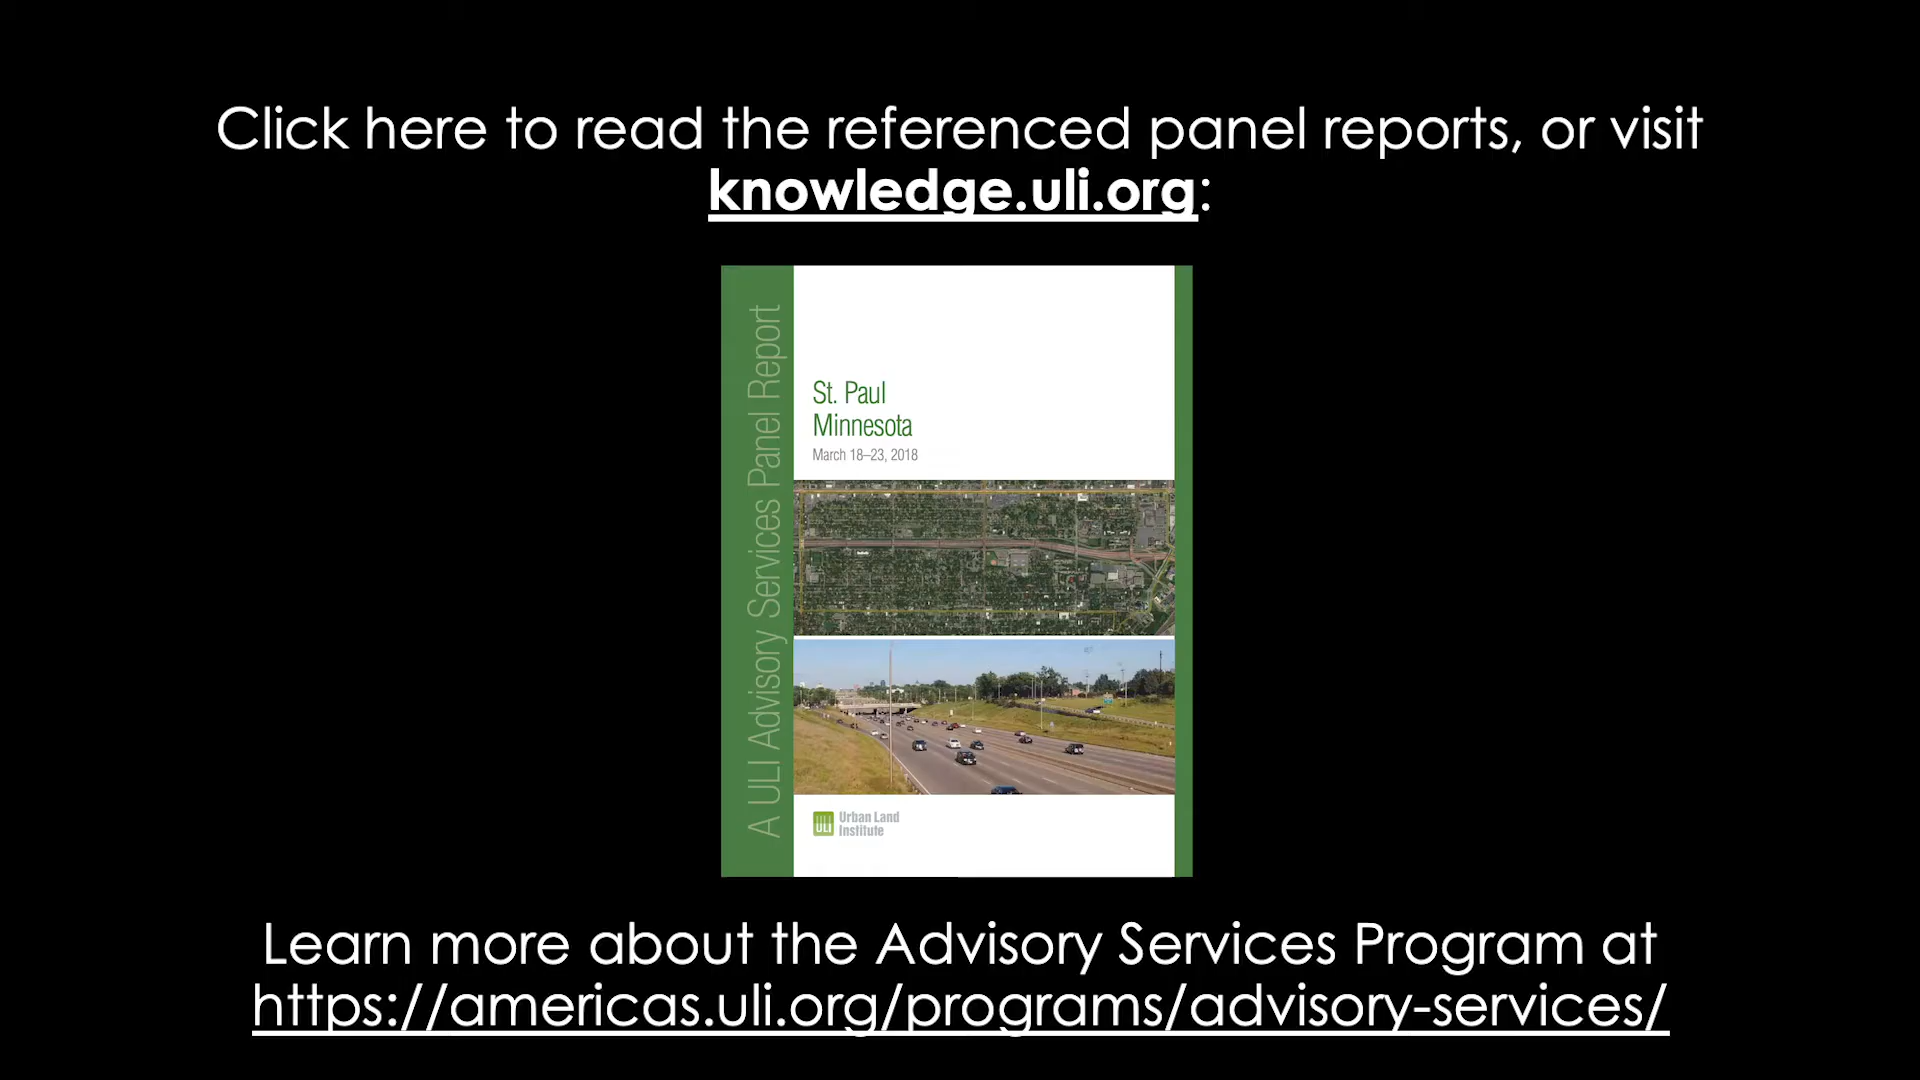 Click here to read the referenced panel reports, or visit
knowledge.uli.org:
A ULI Advisory Services Panel Report
St. Paul
Minnesota
March 18–23, 2018
ULI
Urban Land
Institute
Learn more about the Advisory Services Program at
https://americas.uli.org/programs/advisory-services/